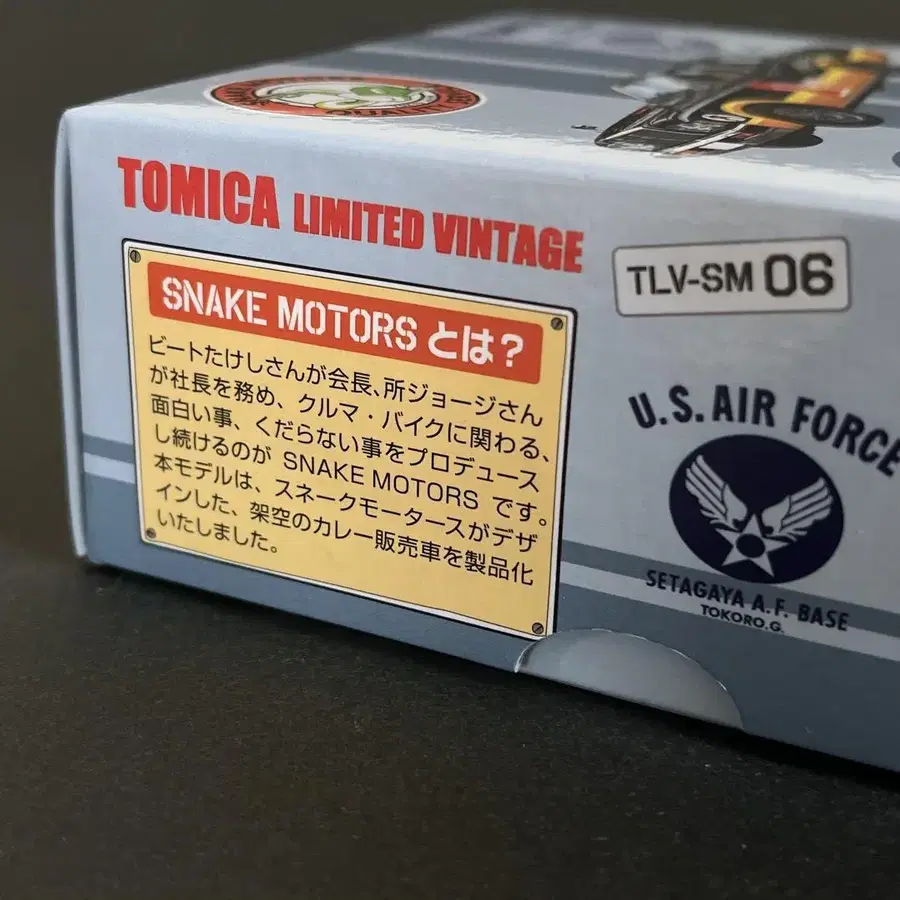 TOMICA LIMITED VINTAGE
TLV-SM 06
SNAKE MOTORS とは？
ビートたけしさんが会長、所ジョージさん
が社長を務め、クルマ・バイクに関わる、
面白い事、くだらない事をプロデュース
し続けるのが SNAKE MOTORS です。
本モデルは、スネークモータースがデザ
インした、架空のカレー販売車を製品化
いたしました。
U.S. AIR FORCE
SETAGAYA A.F. BASE
TOKORO.G.